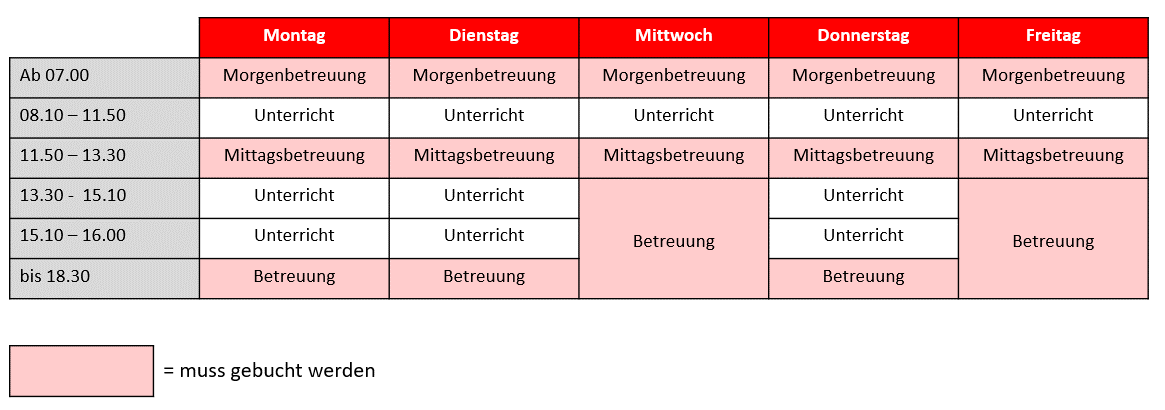 Montag Dienstag Mittwoch Donnerstag Freitag
Ab 07.00 Morgenbetreuung Morgenbetreuung Morgenbetreuung Morgenbetreuung Morgenbetreuung
08.10 – 11.50 Unterricht Unterricht Unterricht Unterricht Unterricht
11.50 – 13.30 Mittagsbetreuung Mittagsbetreuung Mittagsbetreuung Mittagsbetreuung Mittagsbetreuung
13.30 - 15.10 Unterricht Unterricht Unterricht
15.10 – 16.00 Unterricht Unterricht Betreuung Unterricht Betreuung
bis 18.30 Betreuung Betreuung Betreuung
= muss gebucht werden